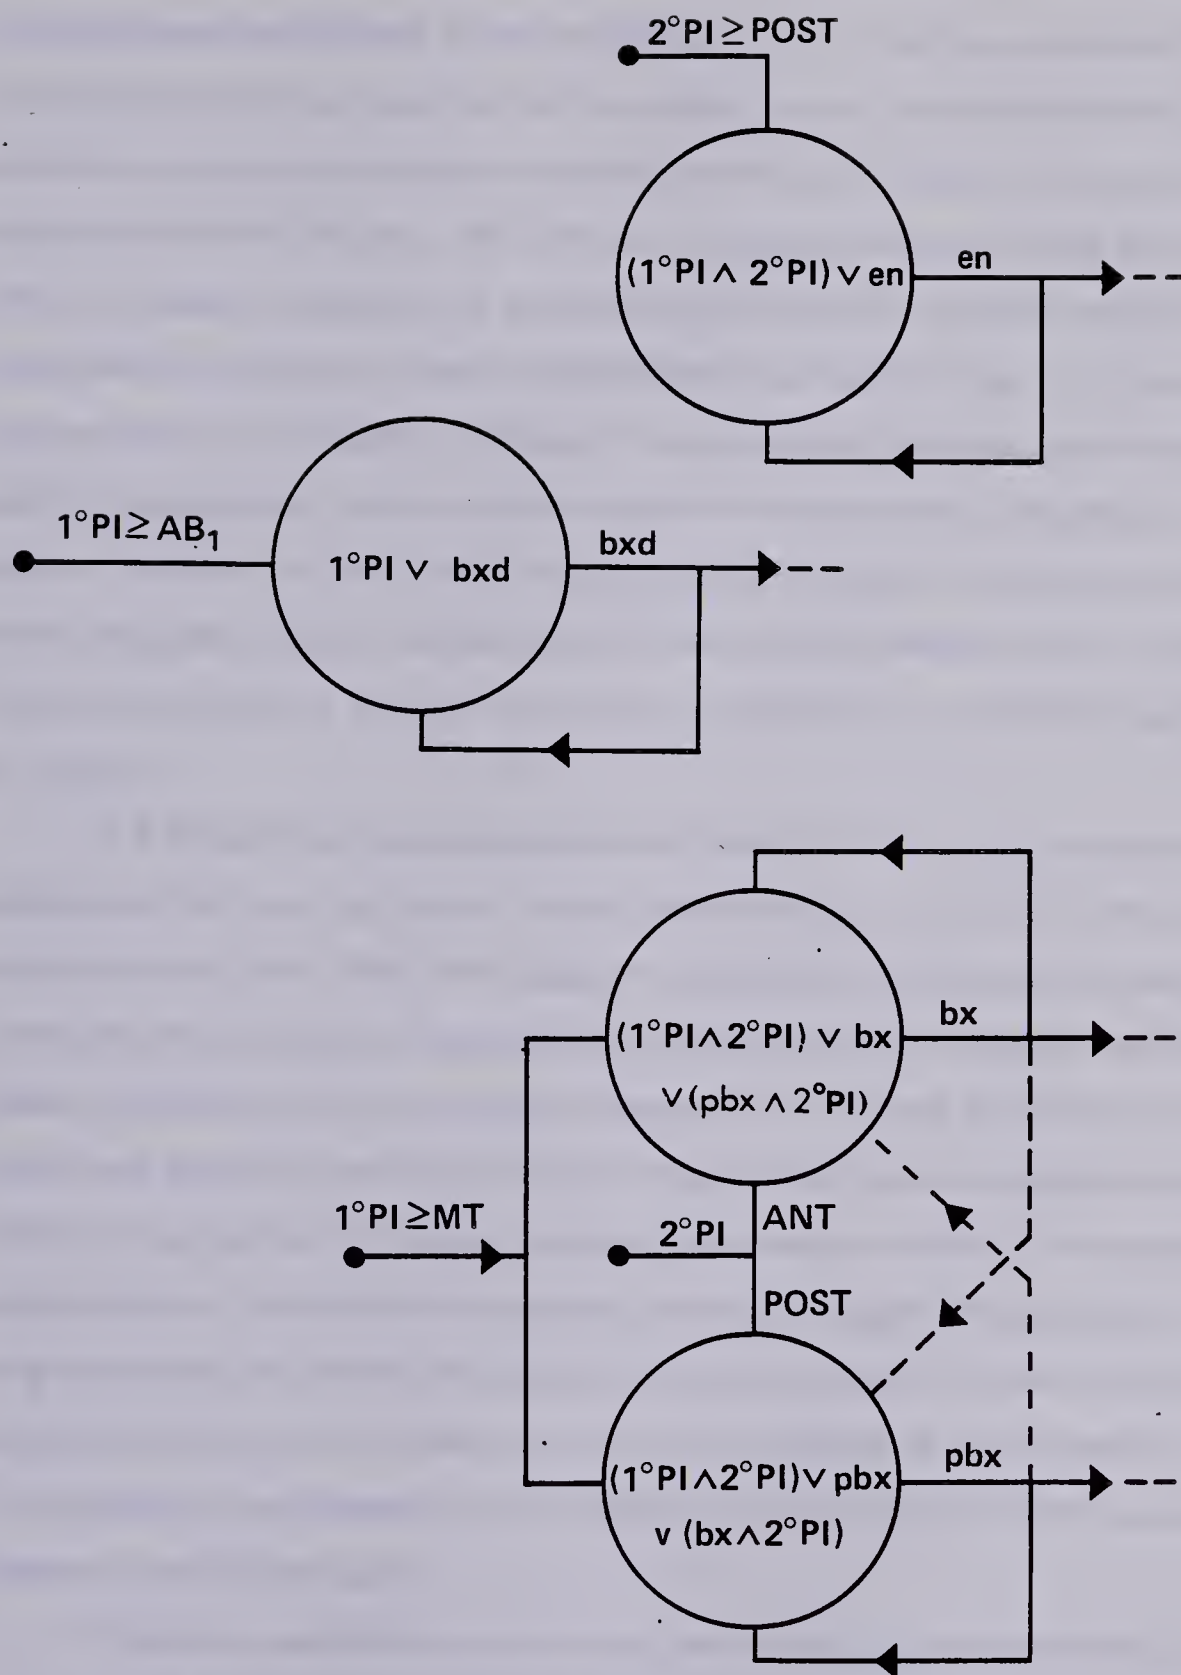 2°PI≥POST
(1°PI ∧ 2°PI) ∨ en
en
1°PI≥AB₁
1°PI ∨ bxd
bxd
(1°PI∧2°PI) ∨ bx
∨(pbx ∧ 2°PI)
bx
1°PI≥MT
2°PI
ANT
POST
(1°PI∧2°PI)∨ pbx
v (bx∧2°PI)
pbx